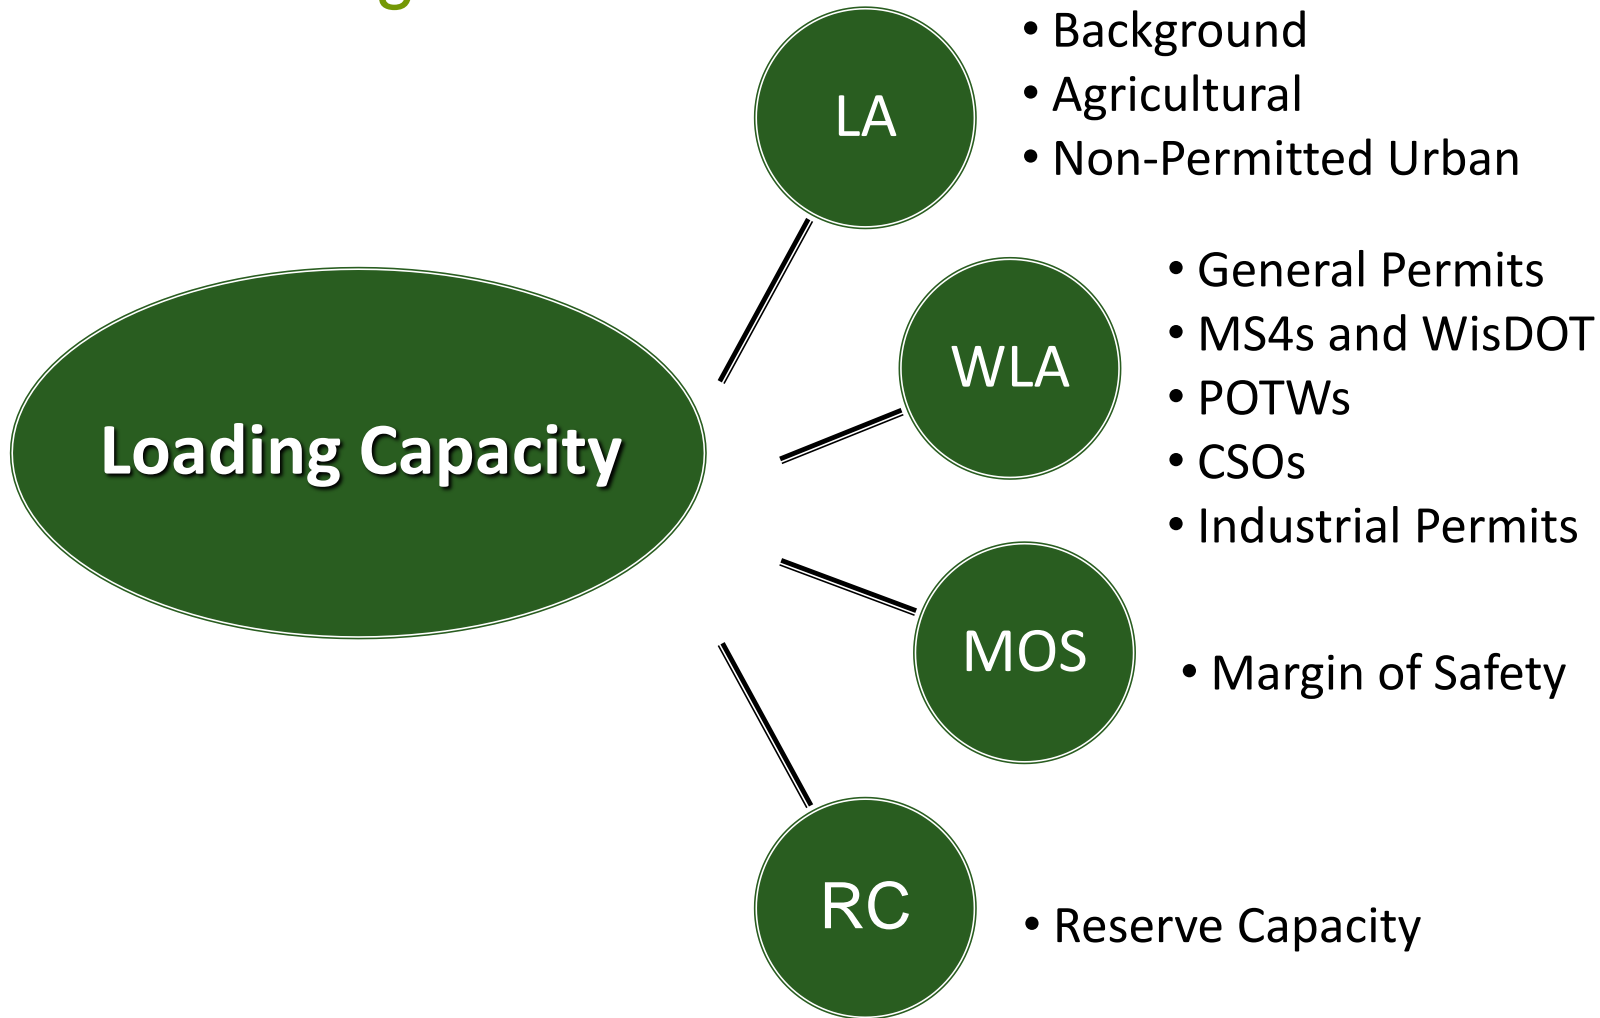 Loading Capacity
LA
• Background
• Agricultural
• Non-Permitted Urban
WLA
• General Permits
• MS4s and WisDOT
• POTWs
• CSOs
• Industrial Permits
MOS
• Margin of Safety
RC
• Reserve Capacity